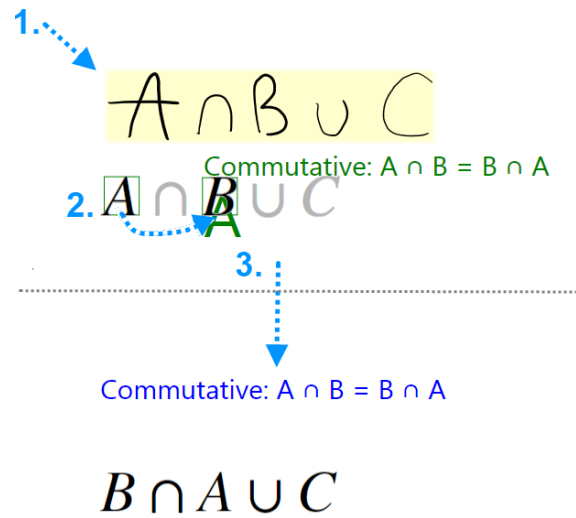 1.
A ∩ B ∪ C
Commutative: A ∩ B = B ∩ A
2. A ∩ B ∪ C
A
3.
Commutative: A ∩ B = B ∩ A
B ∩ A ∪ C